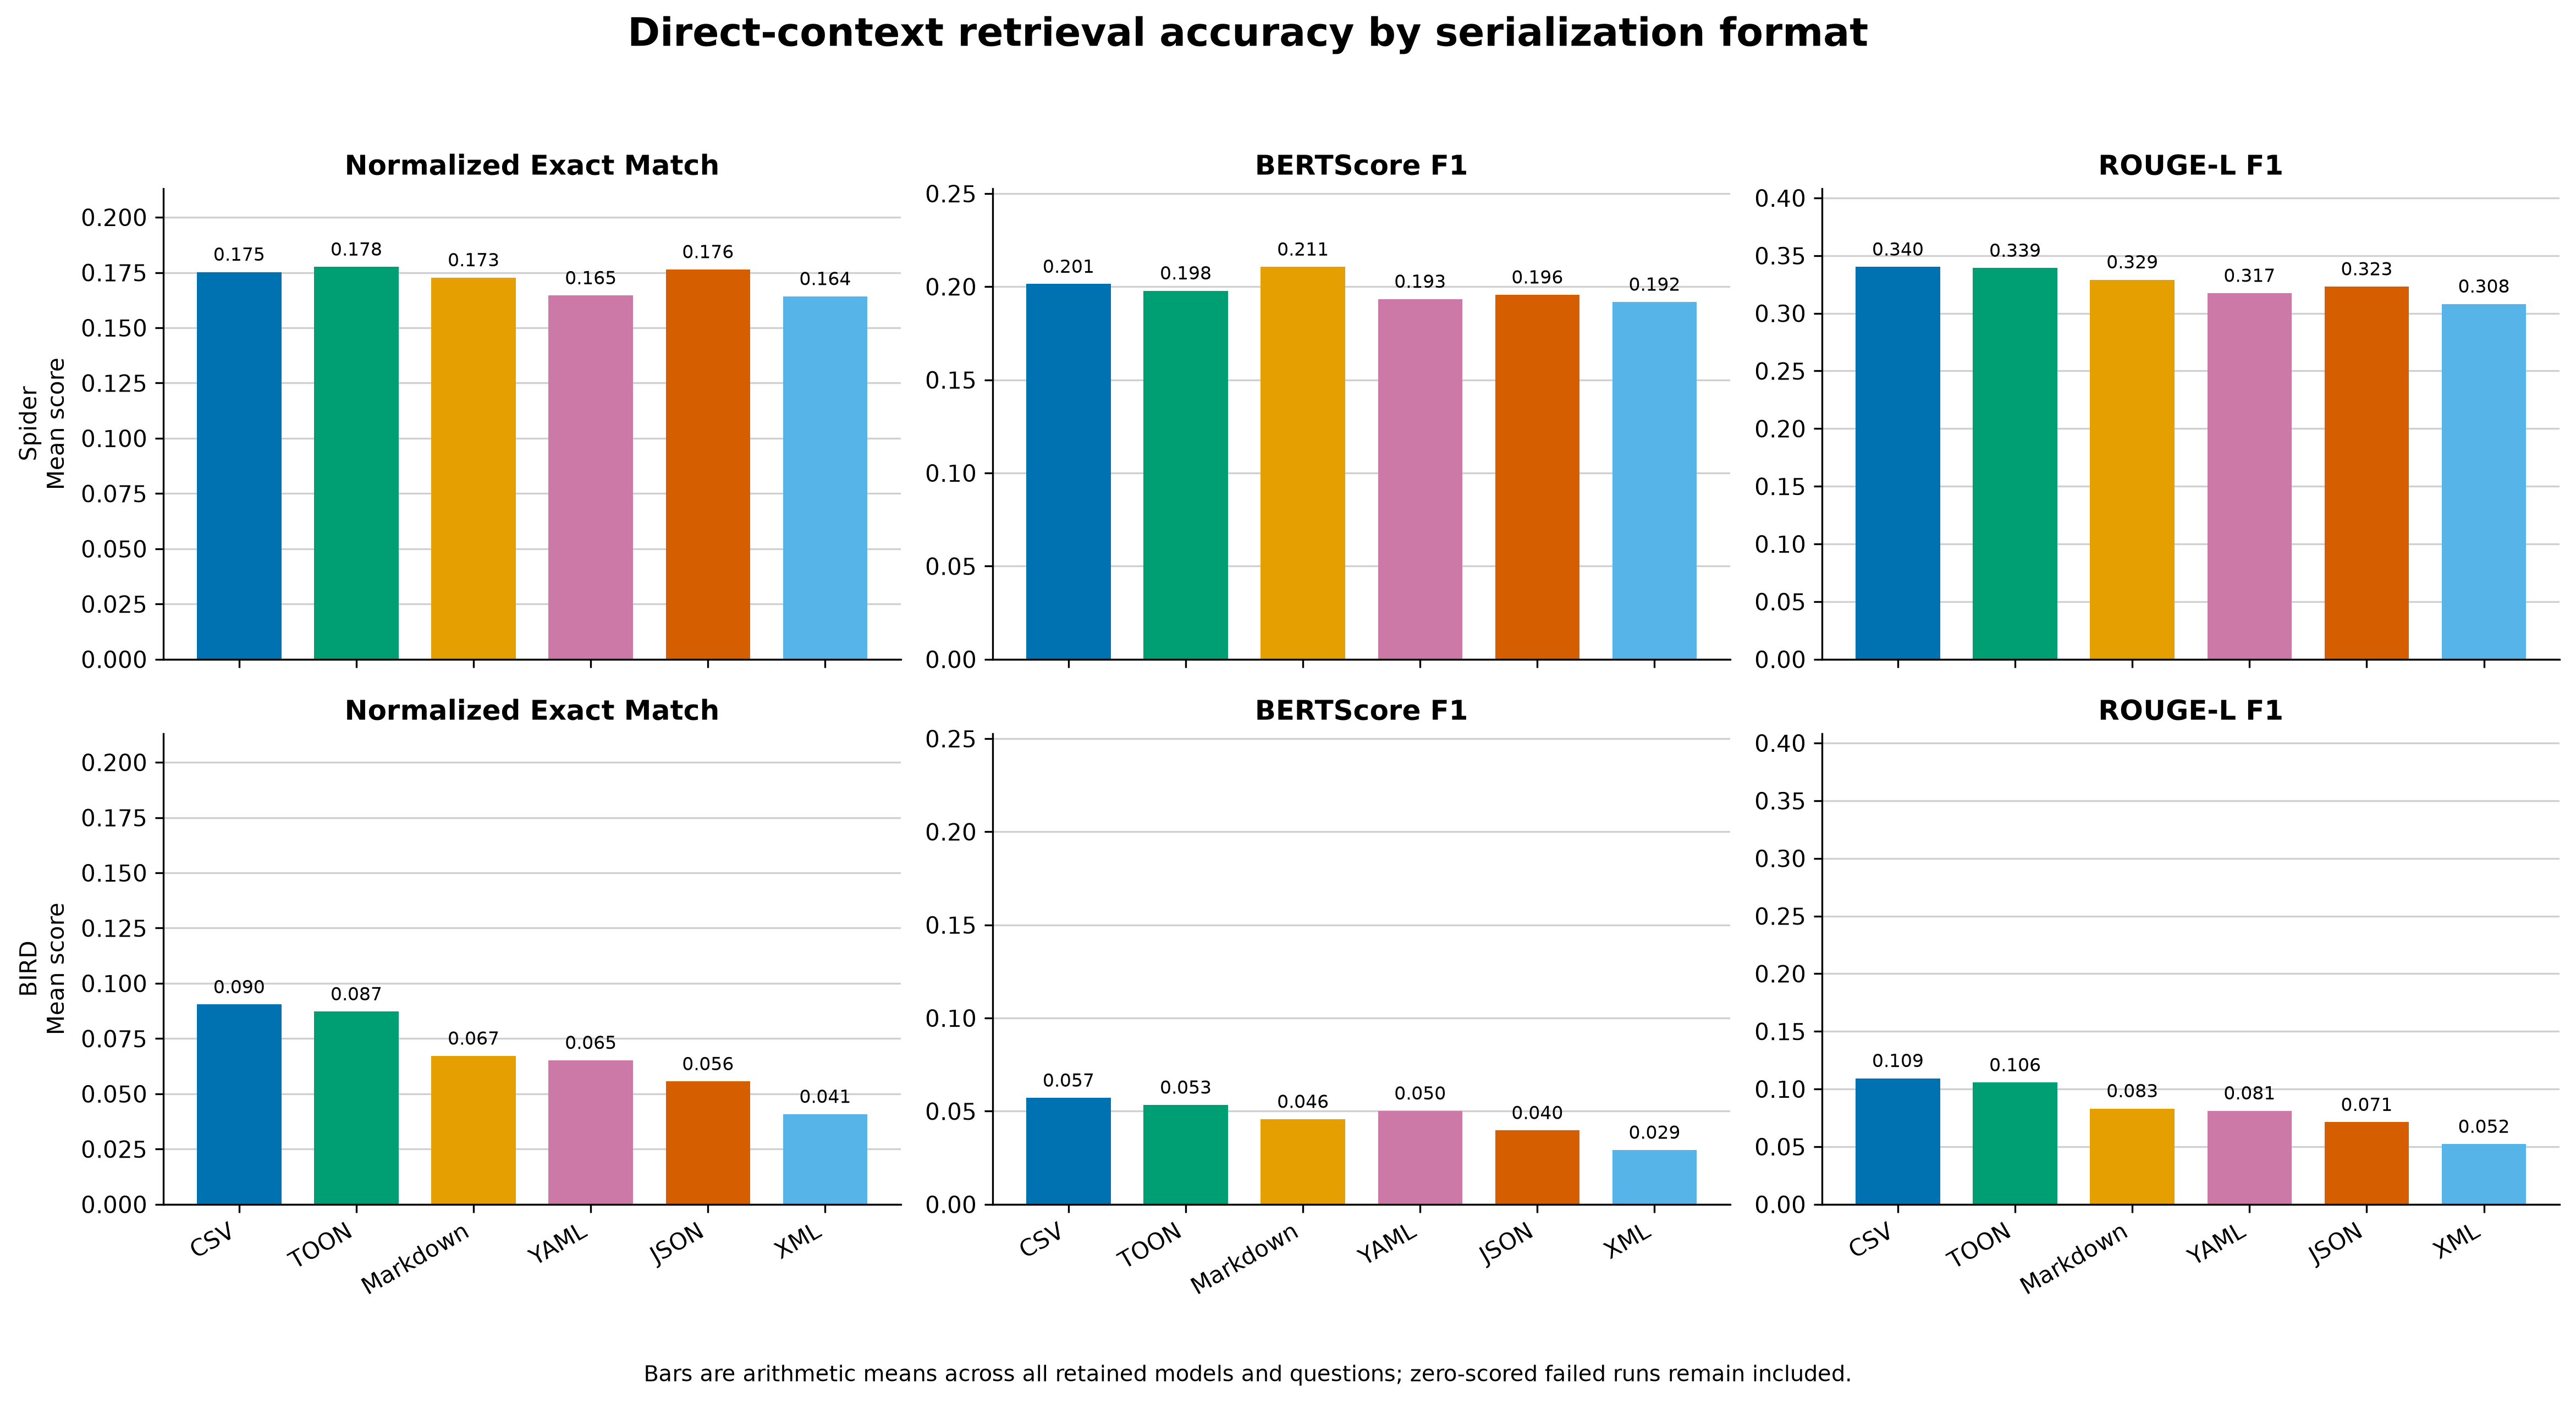 Direct-context retrieval accuracy by serialization format
Normalized Exact Match
0.200
0.175
0.150
0.125
0.100
0.075
0.050
0.025
0.000
Spider
Mean score
0.175
0.178
0.173
0.165
0.176
0.164
BERTScore F1
0.25
0.20
0.15
0.10
0.05
0.00
0.201
0.198
0.211
0.193
0.196
0.192
ROUGE-L F1
0.40
0.35
0.30
0.25
0.20
0.15
0.10
0.05
0.00
0.340
0.339
0.329
0.317
0.323
0.308
Normalized Exact Match
0.200
0.175
0.150
0.125
0.100
0.075
0.050
0.025
0.000
BIRD
Mean score
0.090
0.087
0.067
0.065
0.056
0.041
CSV
TOON
Markdown
YAML
JSON
XML
BERTScore F1
0.25
0.20
0.15
0.10
0.05
0.00
0.057
0.053
0.046
0.050
0.040
0.029
CSV
TOON
Markdown
YAML
JSON
XML
ROUGE-L F1
0.40
0.35
0.30
0.25
0.20
0.15
0.10
0.05
0.00
0.109
0.106
0.083
0.081
0.071
0.052
CSV
TOON
Markdown
YAML
JSON
XML
Bars are arithmetic means across all retained models and questions; zero-scored failed runs remain included.